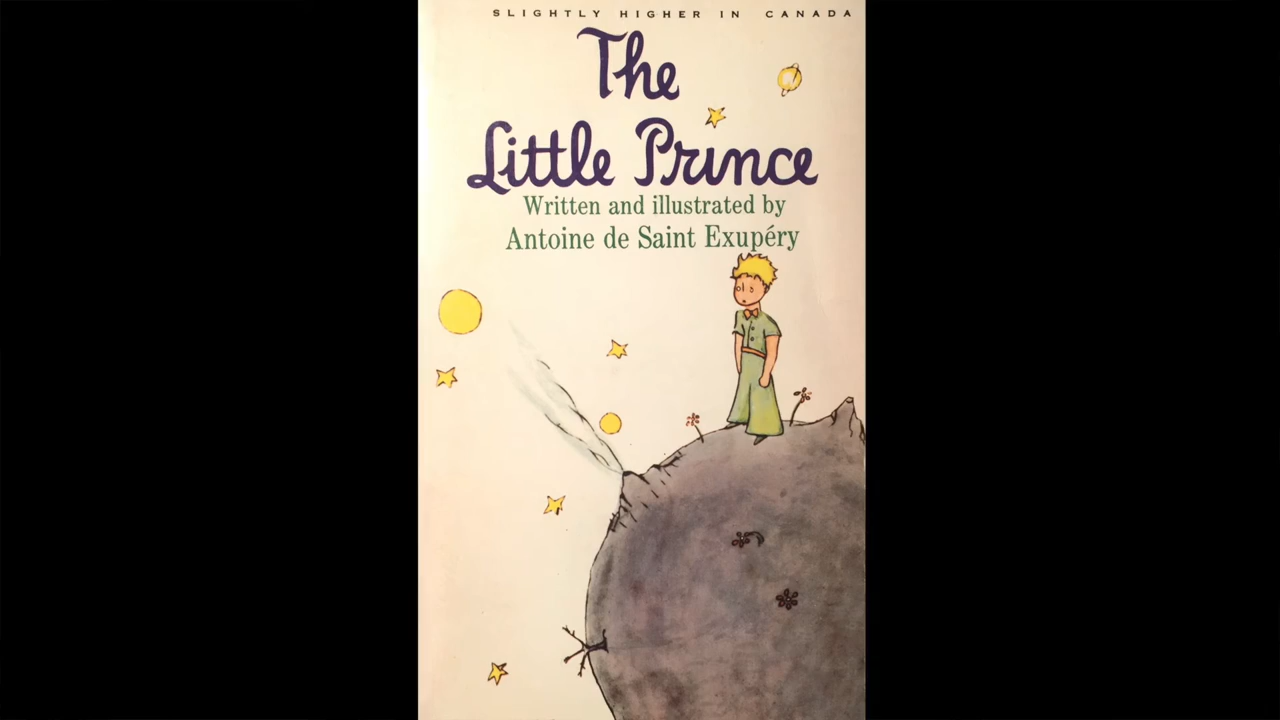 SLIGHTLY HIGHER IN CANADA
The
Little Prince
Written and illustrated by
Antoine de Saint Exupéry